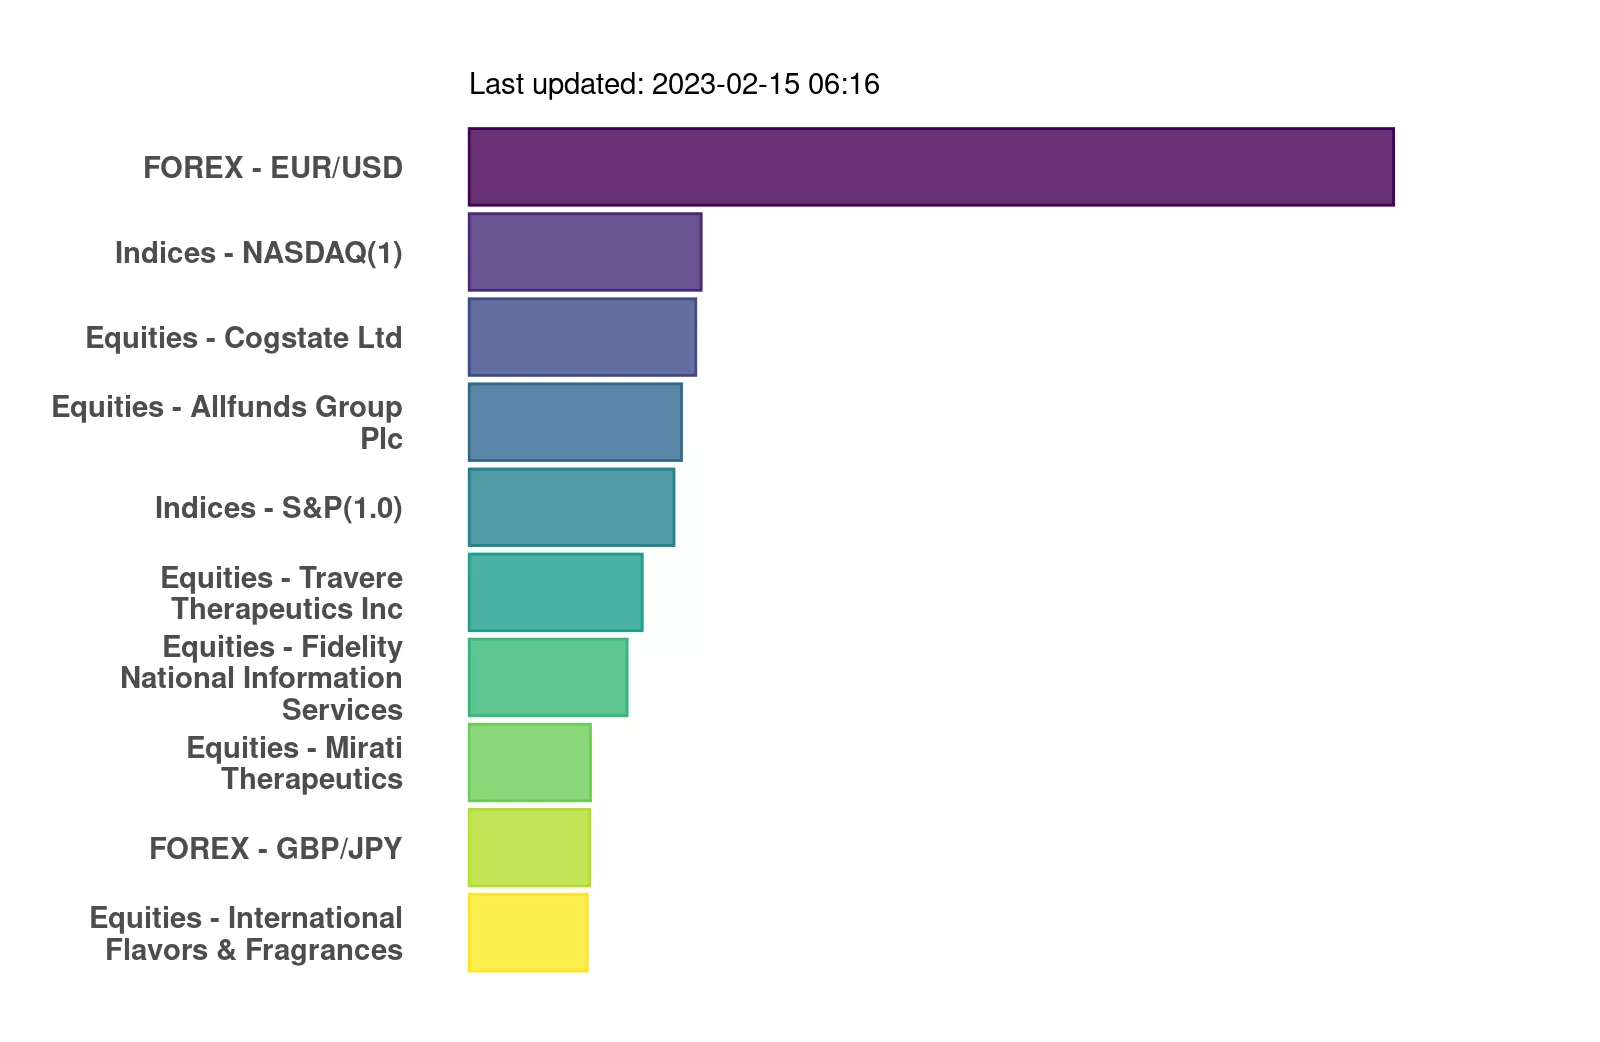 Last updated: 2023-02-15 06:16
FOREX - EUR/USD
Indices - NASDAQ(1)
Equities - Cogstate Ltd
Equities - Allfunds Group
Plc
Indices - S&P(1.0)
Equities - Travere
Therapeutics Inc
Equities - Fidelity
National Information
Services
Equities - Mirati
Therapeutics
FOREX - GBP/JPY
Equities - International
Flavors & Fragrances